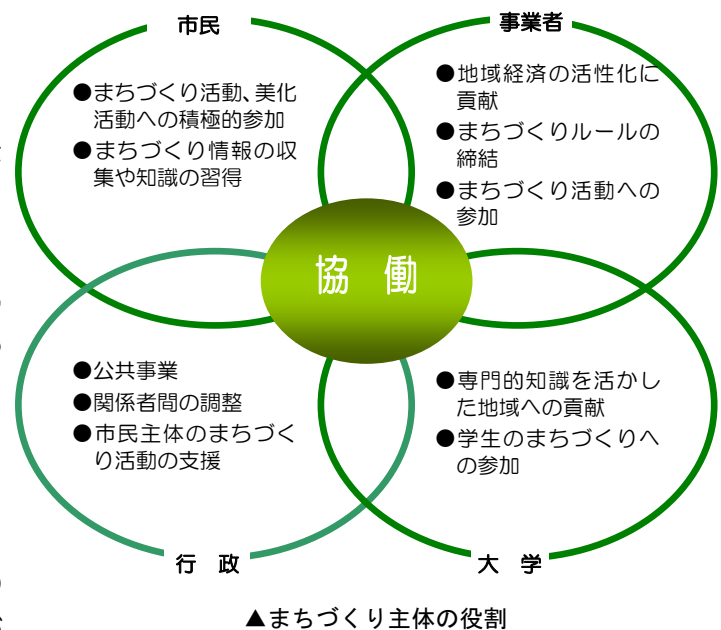 市民
●まちづくり活動、美化
活動への積極的参加
●まちづくり情報の収
集や知識の習得
事業者
●地域経済の活性化に
貢献
●まちづくりルールの
締結
●まちづくり活動への
参加
協 働
●公共事業
●関係者間の調整
●市民主体のまちづく
り活動の支援
行 政
●専門的知識を活かし
た地域への貢献
●学生のまちづくりへ
の参加
大 学
▲まちづくり主体の役割